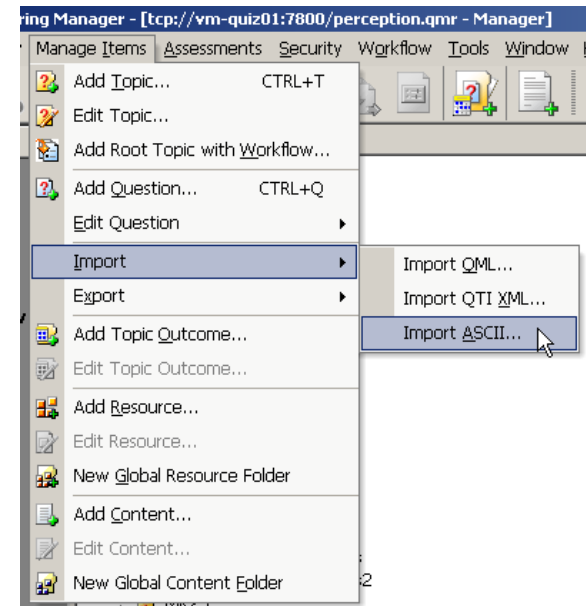 ring Manager - [tcp://vm-quiz01:7800/perception.qmr - Manager]
Manage Items Assessments Security Workflow Tools Window
Add Topic... CTRL+T
Edit Topic...
Add Root Topic with Workflow...
Add Question... CTRL+Q
Edit Question
Import
Import QML...
Export
Import QTI XML...
Add Topic Outcome...
Import ASCII...
Edit Topic Outcome...
Add Resource...
Edit Resource...
New Global Resource Folder
Add Content...
Edit Content...
New Global Content Folder